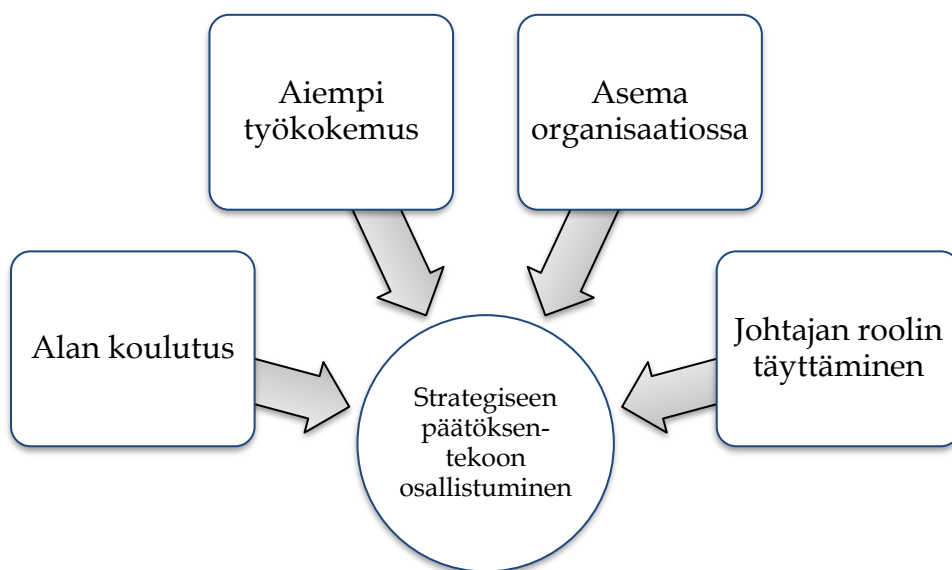 Aiempi
työkokemus
Asema
organisaatiossa
Alan koulutus
Johtajan roolin
täyttäminen
Strategiseen
päätöksen-
tekoon
osallistuminen